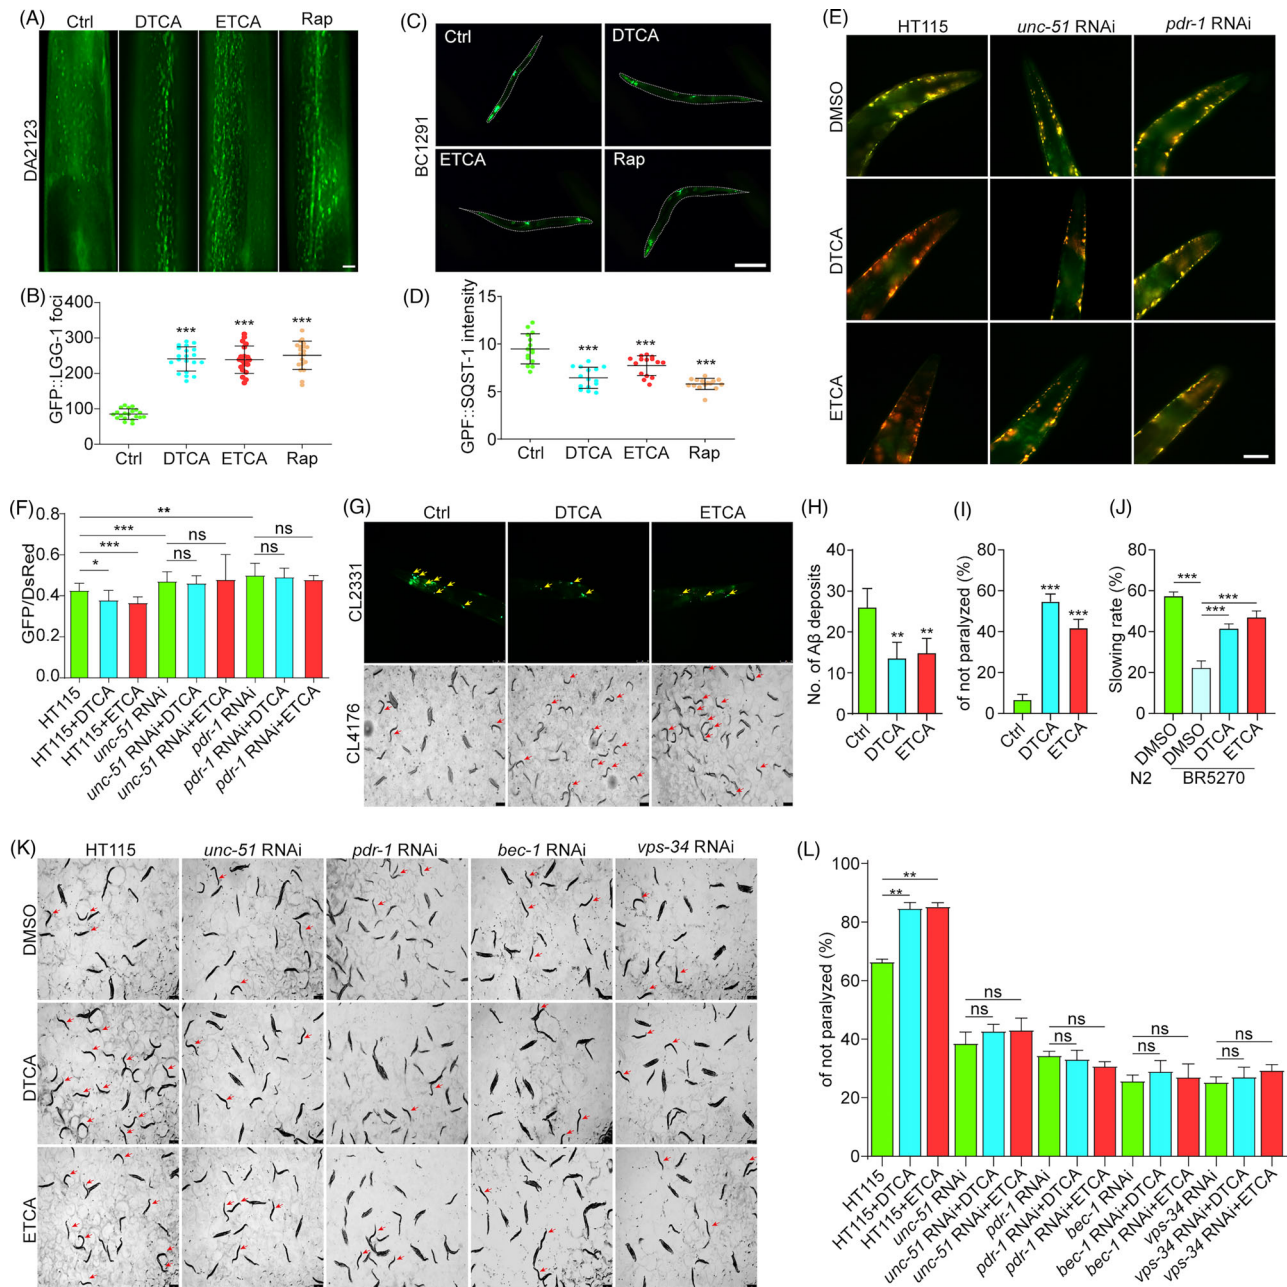 (A)
Ctrl DTCA ETCA Rap
DA2123
(B)
GFP::LGG-1 foci
400
300
200
100
0
*** *** ***
Ctrl DTCA ETCA Rap
(C)
Ctrl DTCA
ETCA Rap
BC1291
(D)
GPF::SQST-1 intensity
15
10
5
0
*** *** ***
Ctrl DTCA ETCA Rap
(E)
HT115 unc-51 RNAi pdr-1 RNAi
DMSO
DTCA
ETCA
(F)
GFP/DsRed
0.8
0.6
0.4
0.2
0.0
**
***
***
*
ns
ns
ns
ns
HT115
HT115+DTCA
HT115+ETCA
unc-51 RNAi
unc-51 RNAi+DTCA
unc-51 RNAi+ETCA
pdr-1 RNAi
pdr-1 RNAi+DTCA
pdr-1 RNAi+ETCA
(G)
Ctrl DTCA ETCA
CL2331
CL4176
(H)
No. of Aβ deposits
40
30
20
10
0
** **
Ctrl
DTCA
ETCA
(I)
of not paralyzed (%)
80
60
40
20
0
*** ***
Ctrl
DTCA
ETCA
(J)
Slowing rate (%)
80
60
40
20
0
***
***
***
DMSO
DMSO
DTCA
ETCA
N2 BR5270
(K)
HT115 unc-51 RNAi pdr-1 RNAi bec-1 RNAi vps-34 RNAi
DMSO
DTCA
ETCA
(L)
of not paralyzed (%)
100
80
60
40
20
0
**
**
ns
ns
ns
ns
ns
ns
ns
ns
HT115
HT115+DTCA
HT115+ETCA
unc-51 RNAi
unc-51 RNAi+DTCA
unc-51 RNAi+ETCA
pdr-1 RNAi
pdr-1 RNAi+DTCA
pdr-1 RNAi+ETCA
bec-1 RNAi
bec-1 RNAi+DTCA
bec-1 RNAi+ETCA
vps-34 RNAi
vps-34 RNAi+DTCA
vps-34 RNAi+ETCA